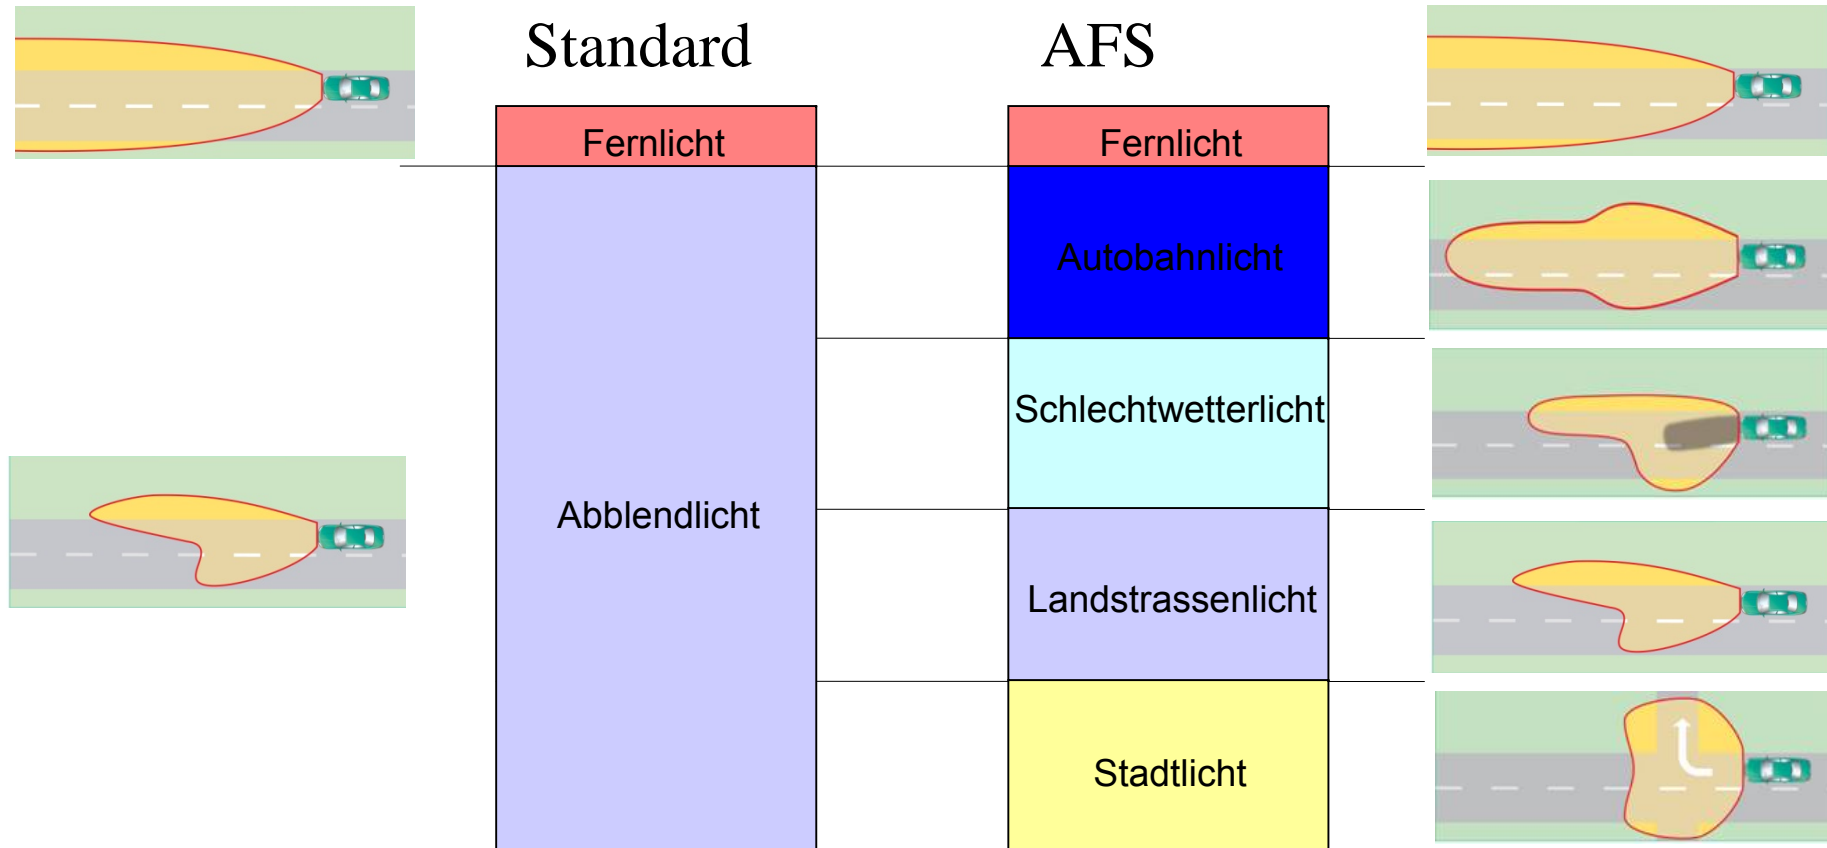 Standard
AFS
Fernlicht
Fernlicht
Autobahnlicht
Schlechtwetterlicht
Abblendlicht
Landstrassenlicht
Stadtlicht